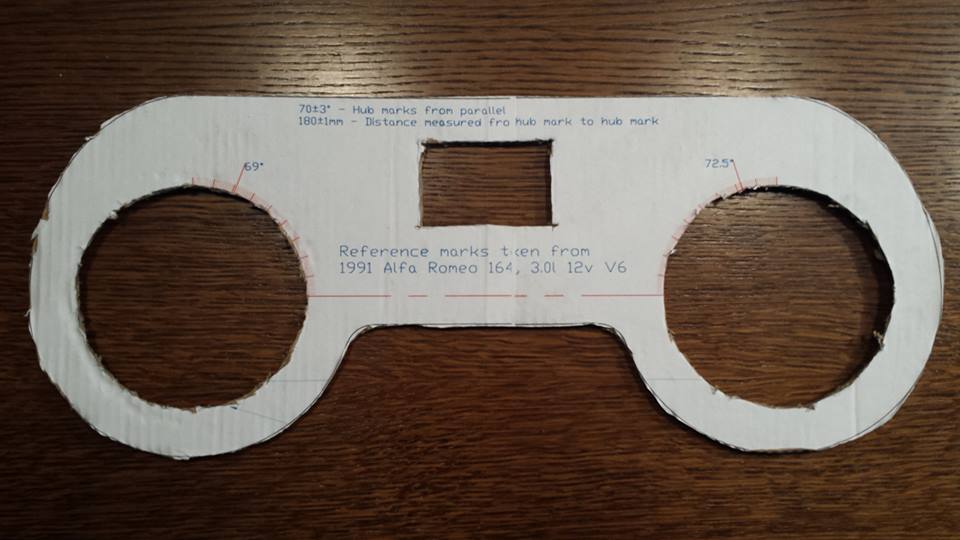 70±3° - Hub marks from parallel
180±1mm - Distance measured fro hub mark to hub mark
69°
72.5°
Reference marks t en from
1991 Alfa Romeo 164, 3.0l 12v V6